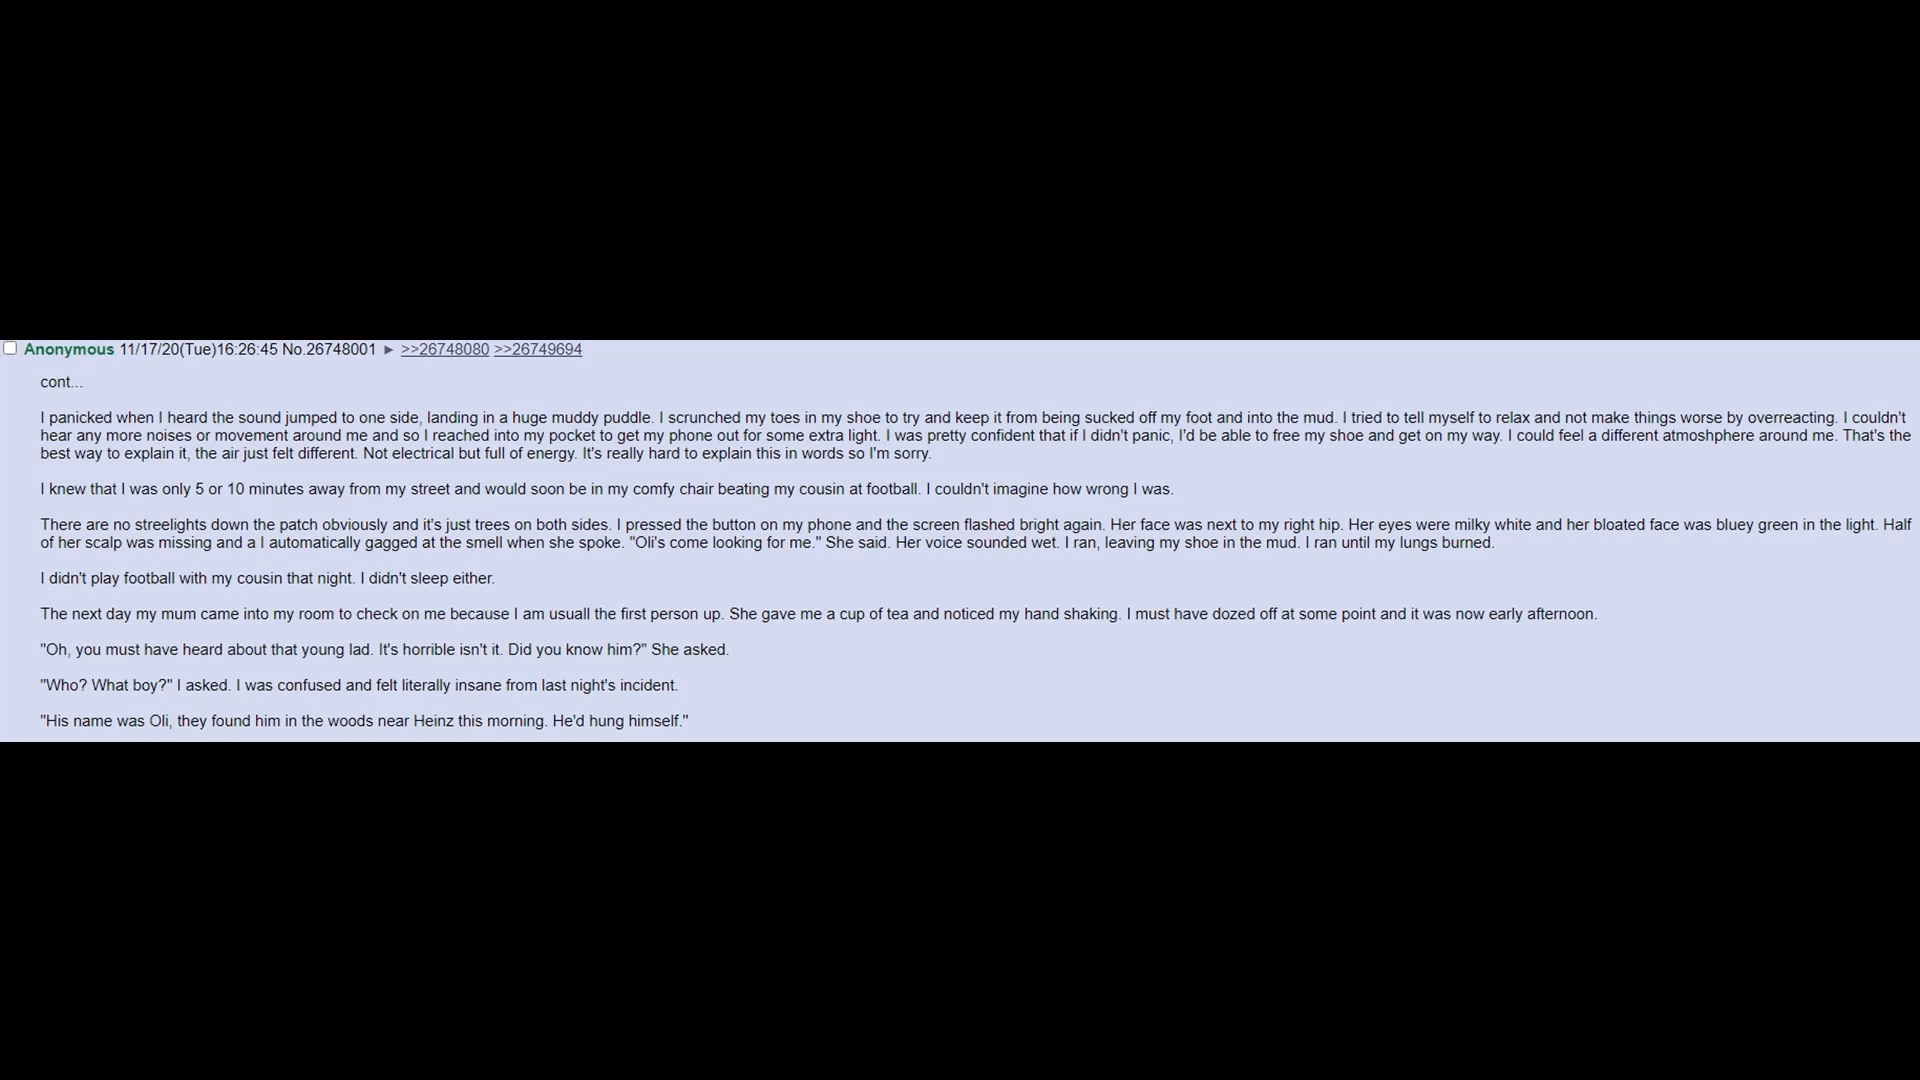 Anonymous 11/17/20(Tue)16:26:45 No.26748001 ► >>26748080 >>26749694
cont...
I panicked when I heard the sound jumped to one side, landing in a huge muddy puddle. I scrunched my toes in my shoe to try and keep it from being sucked off my foot and into the mud. I tried to tell myself to relax and not make things worse by overreacting. I couldn't
hear any more noises or movement around me and so I reached into my pocket to get my phone out for some extra light. I was pretty confident that if I didn't panic, I'd be able to free my shoe and get on my way. I could feel a different atmoshphere around me. That's the
best way to explain it, the air just felt different. Not electrical but full of energy. It's really hard to explain this in words so I'm sorry.
I knew that I was only 5 or 10 minutes away from my street and would soon be in my comfy chair beating my cousin at football. I couldn't imagine how wrong I was.
There are no streelights down the patch obviously and it's just trees on both sides. I pressed the button on my phone and the screen flashed bright again. Her face was next to my right hip. Her eyes were milky white and her bloated face was bluey green in the light. Half
of her scalp was missing and a I automatically gagged at the smell when she spoke. "Oli's come looking for me." She said. Her voice sounded wet. I ran, leaving my shoe in the mud. I ran until my lungs burned.
I didn't play football with my cousin that night. I didn't sleep either.
The next day my mum came into my room to check on me because I am usuall the first person up. She gave me a cup of tea and noticed my hand shaking. I must have dozed off at some point and it was now early afternoon.
"Oh, you must have heard about that young lad. It's horrible isn't it. Did you know him?" She asked.
"Who? What boy?" I asked. I was confused and felt literally insane from last night's incident.
"His name was Oli, they found him in the woods near Heinz this morning. He'd hung himself."